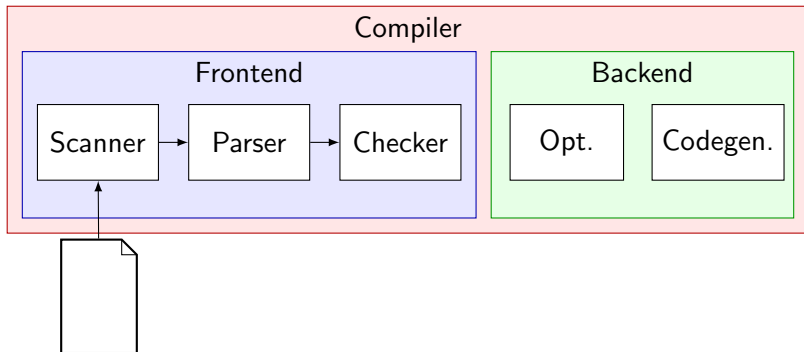 Compiler
Frontend
Backend
Scanner
Parser
Checker
Opt.
Codegen.